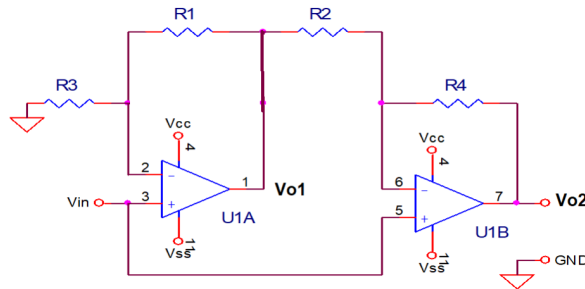 R1
R2
R3
R4
Vcc
4
Vcc
4
2
-
1
Vo1
6
-
7
Vo2
Vin
3
+
5
+
U1A
U1B
11
Vss
11
Vss
GND